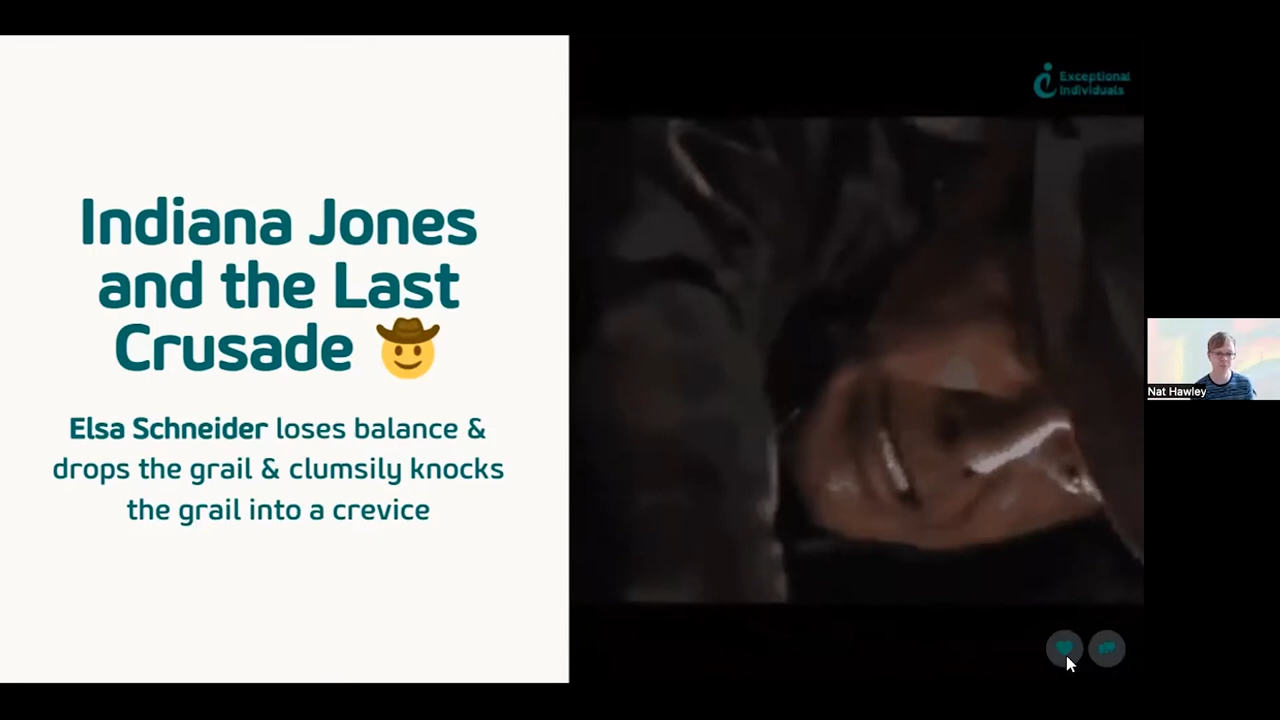 Indiana Jones
and the Last
Crusade 🤠
Elsa Schneider loses balance &
drops the grail & clumsily knocks
the grail into a crevice
Exceptional
Individuals
Nat Hawley